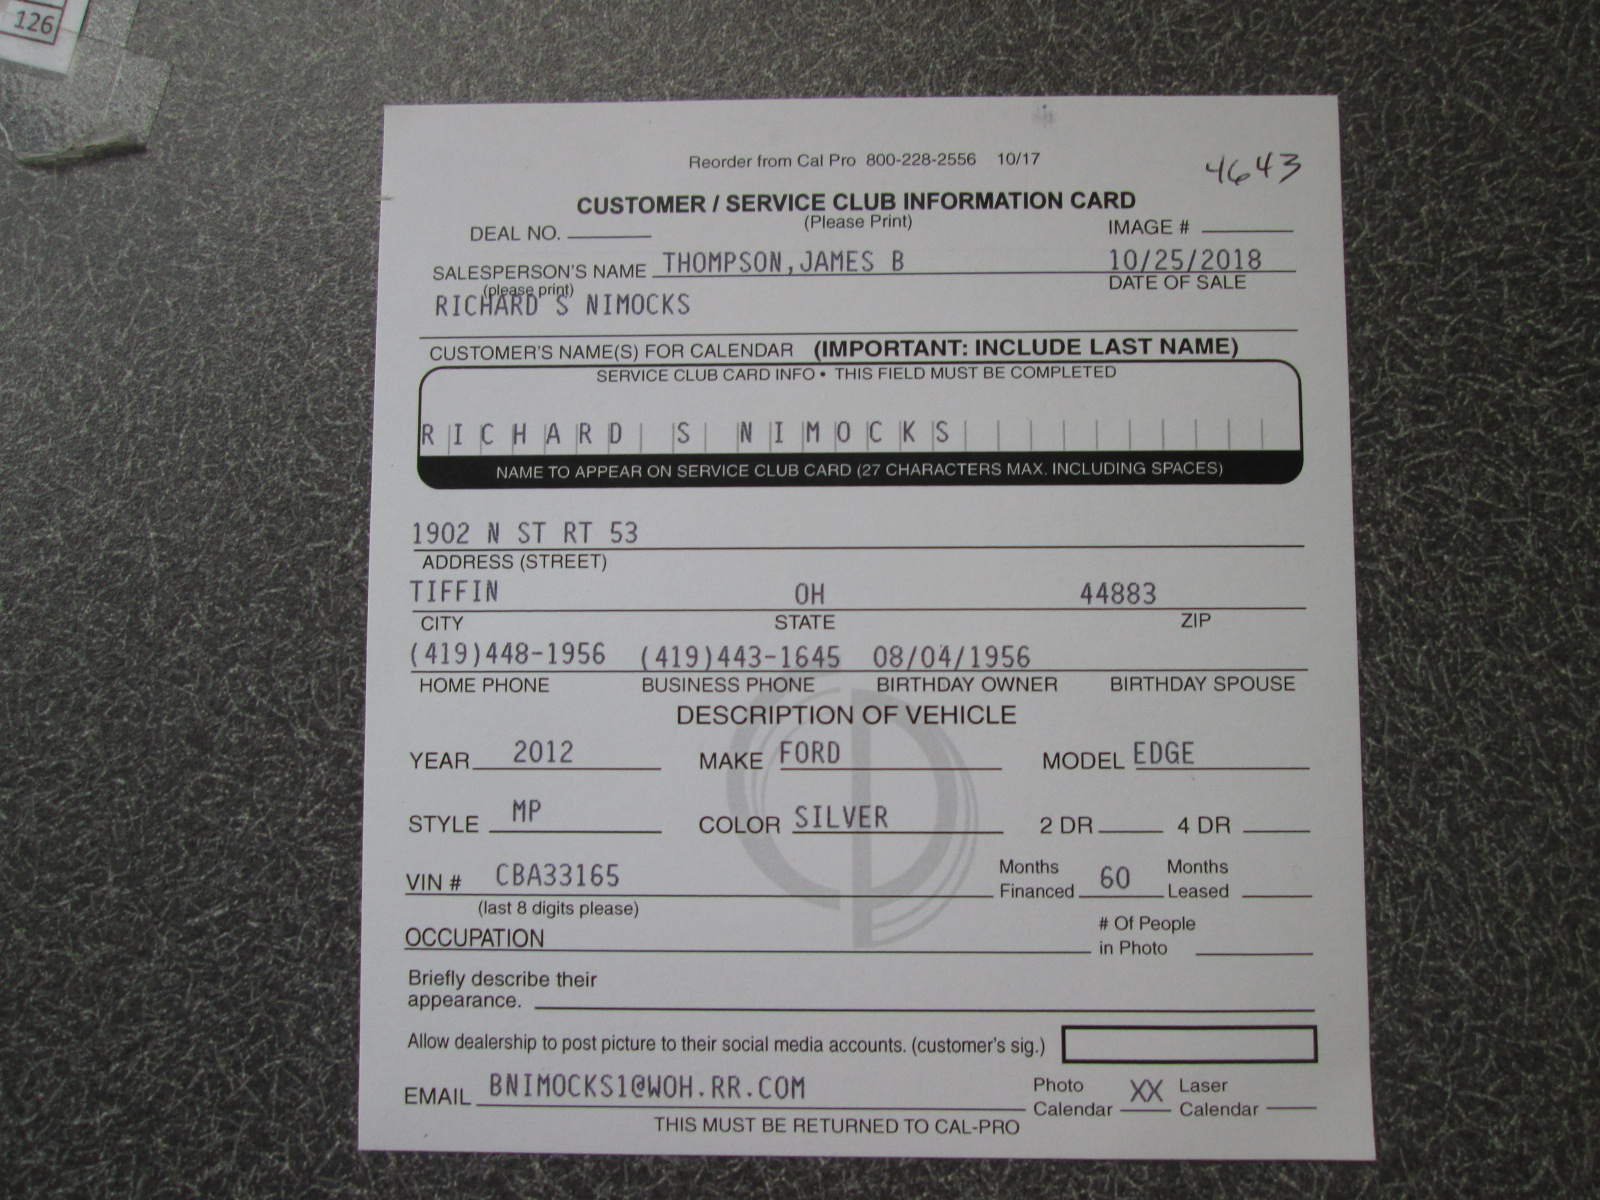 126
Reorder from Cal Pro 800-228-2556 10/17
4643
CUSTOMER / SERVICE CLUB INFORMATION CARD
(Please Print)
DEAL NO. IMAGE #
SALESPERSON'S NAME THOMPSON,JAMES B 10/25/2018
(please print) DATE OF SALE
RICHARD S NIMOCKS
CUSTOMER'S NAME(S) FOR CALENDAR (IMPORTANT: INCLUDE LAST NAME)
SERVICE CLUB CARD INFO • THIS FIELD MUST BE COMPLETED
RICHARD S NIMOCKS
NAME TO APPEAR ON SERVICE CLUB CARD (27 CHARACTERS MAX. INCLUDING SPACES)
1902 N ST RT 53
ADDRESS (STREET)
TIFFIN OH 44883
CITY STATE ZIP
(419)448-1956 (419)443-1645 08/04/1956
HOME PHONE BUSINESS PHONE BIRTHDAY OWNER BIRTHDAY SPOUSE
DESCRIPTION OF VEHICLE
YEAR 2012 MAKE FORD MODEL EDGE
STYLE MP COLOR SILVER 2 DR 4 DR
VIN # CBA33165 Months Financed 60 Months Leased
(last 8 digits please)
OCCUPATION # Of People in Photo
Briefly describe their
appearance.
Allow dealership to post picture to their social media accounts. (customer's sig.)
EMAIL BNIMOCKS1@WOH.RR.COM Photo Calendar XX Laser Calendar
THIS MUST BE RETURNED TO CAL-PRO